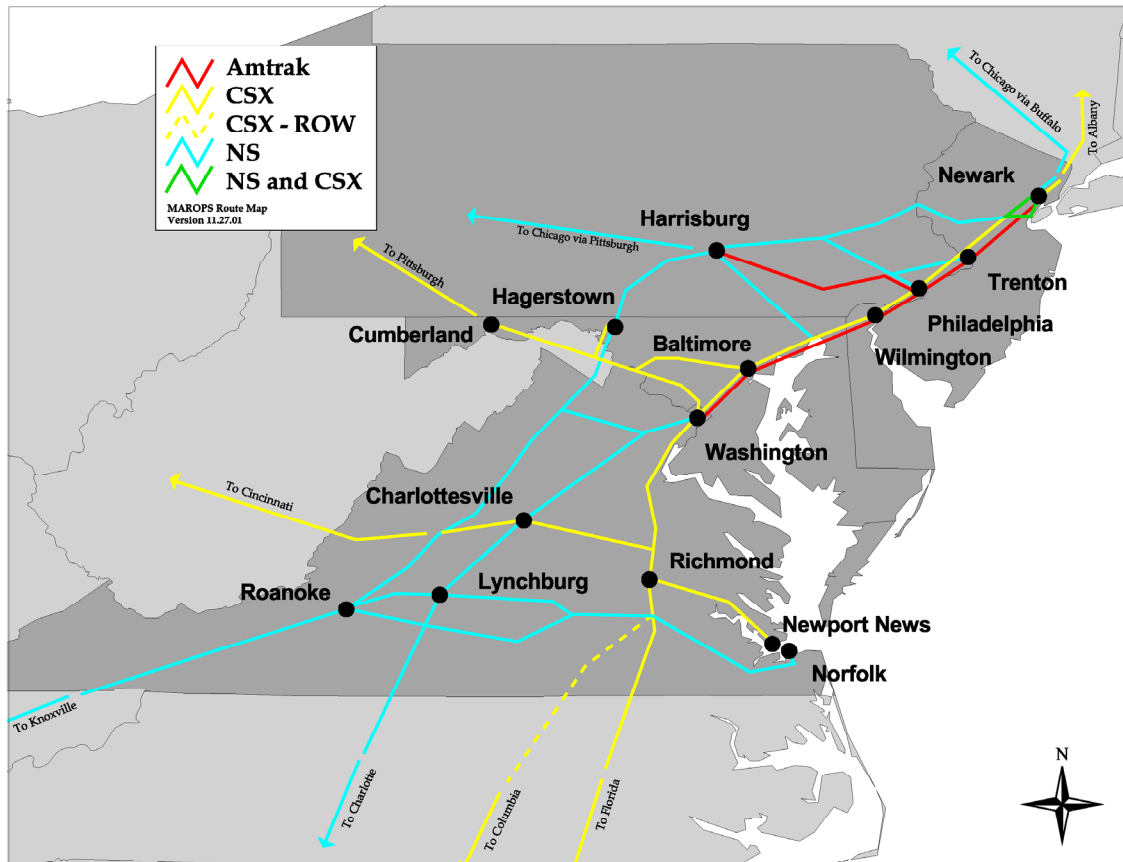 Amtrak
CSX
CSX - ROW
NS
NS and CSX
MAROPS Route Map
Version 11.27.01
To Chicago via Buffalo
To Albany
Newark
Harrisburg
To Chicago via Pittsburgh
To Pittsburgh
Trenton
Hagerstown
Philadelphia
Cumberland
Baltimore
Wilmington
Washington
To Cincinnati
Charlottesville
Richmond
Roanoke
Lynchburg
Newport News
Norfolk
To Knoxville
To Charlotte
To Columbia
To Florida
N